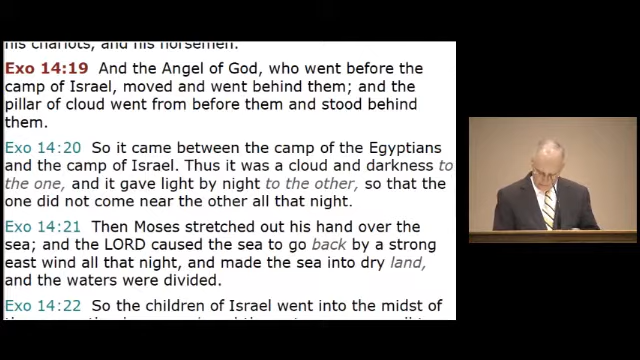 his chariots, and his horsemen.
Exo 14:19 And the Angel of God, who went before the
camp of Israel, moved and went behind them; and the
pillar of cloud went from before them and stood behind
them.
Exo 14:20 So it came between the camp of the Egyptians
and the camp of Israel. Thus it was a cloud and darkness to
the one, and it gave light by night to the other, so that the
one did not come near the other all that night.
Exo 14:21 Then Moses stretched out his hand over the
sea; and the LORD caused the sea to go back by a strong
east wind all that night, and made the sea into dry land,
and the waters were divided.
Exo 14:22 So the children of Israel went into the midst of